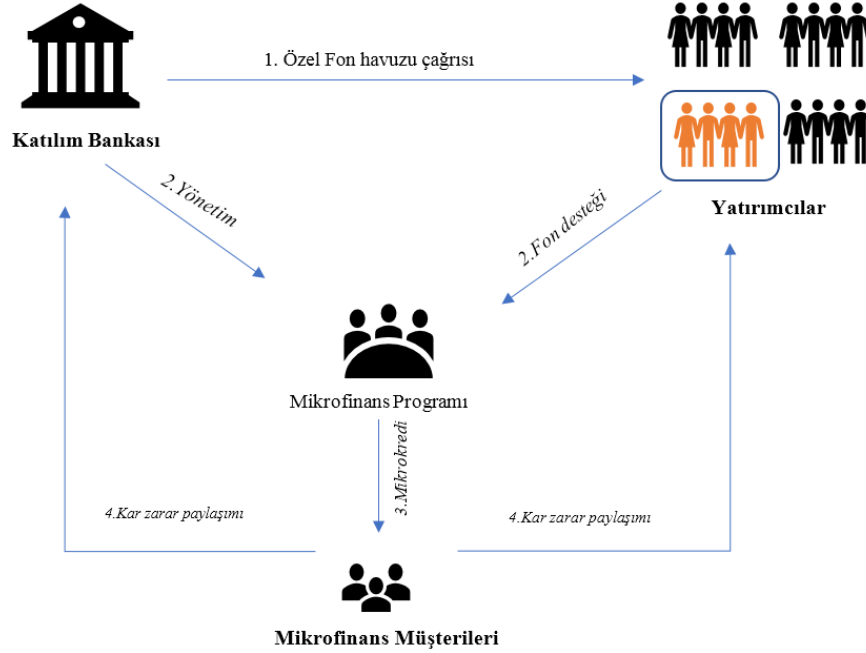 1. Özel Fon havuzu çağrısı
Katılım Bankası
Yatırımcılar
2.Yönetim
2.Fon desteği
Mikrofinans Programı
3.Mikrokredi
4.Kar zarar paylaşımı
4.Kar zarar paylaşımı
Mikrofinans Müşterileri